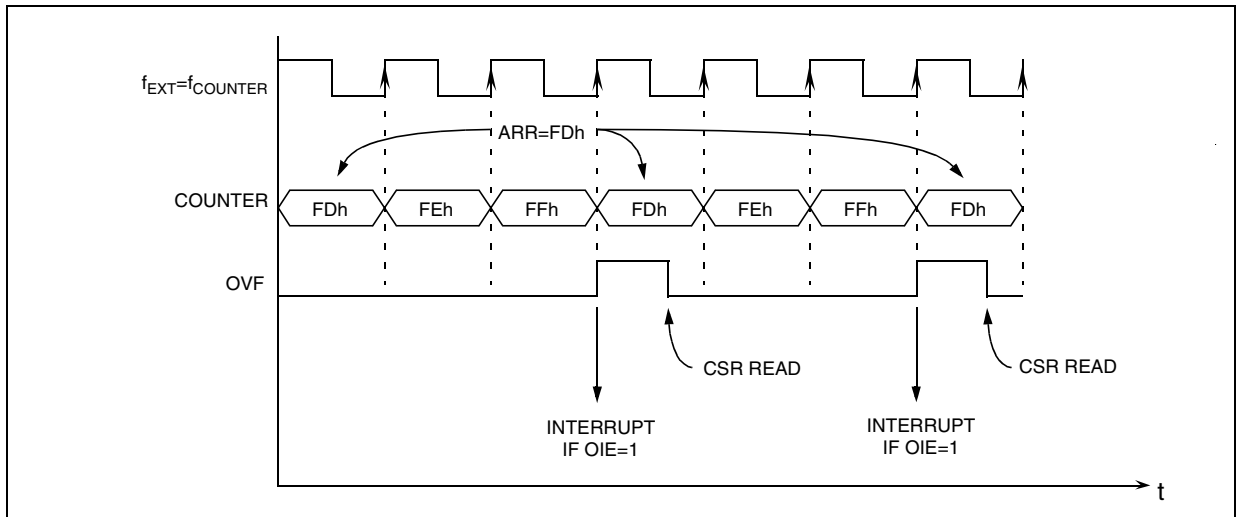 fEXT=fCOUNTER
ARR=FDh
COUNTER
FDh FEh FFh FDh FEh FFh FDh
OVF
CSR READ
CSR READ
INTERRUPT
IF OIE=1
INTERRUPT
IF OIE=1
t